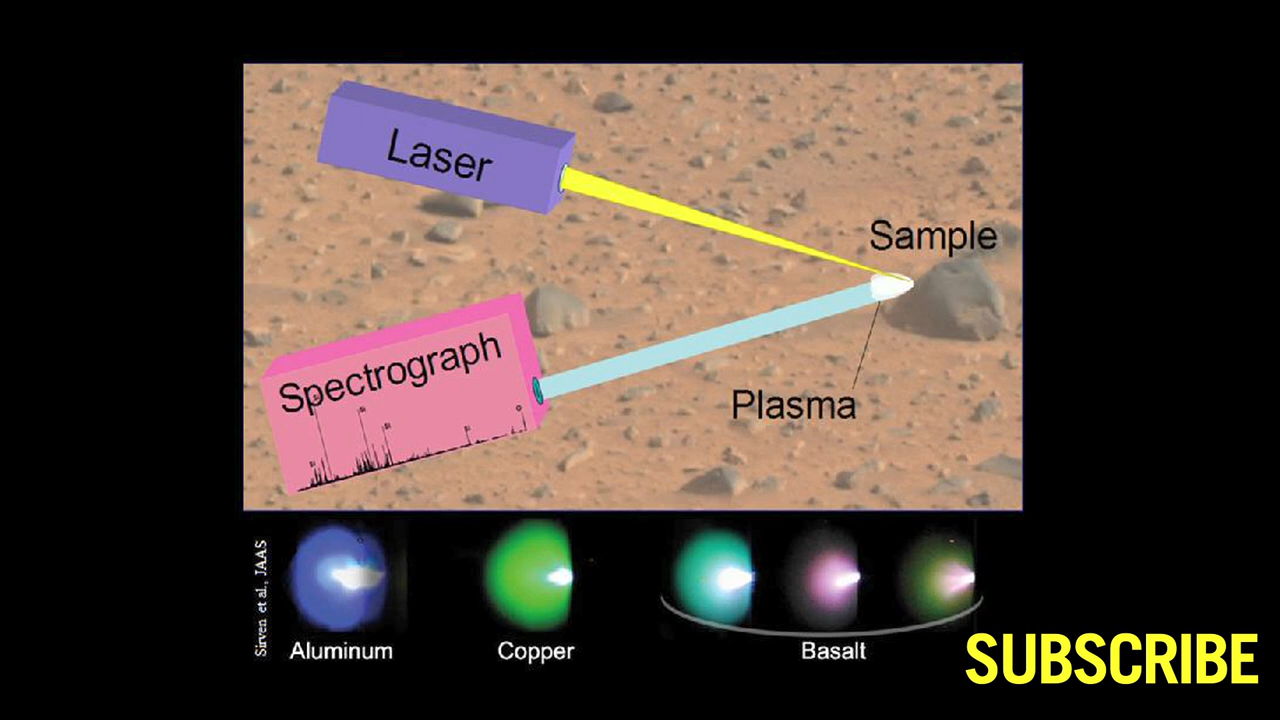 Laser
Sample
Spectrograph
Plasma
Sirven et al., JAAS
Aluminum
Copper
Basalt
SUBSCRIBE